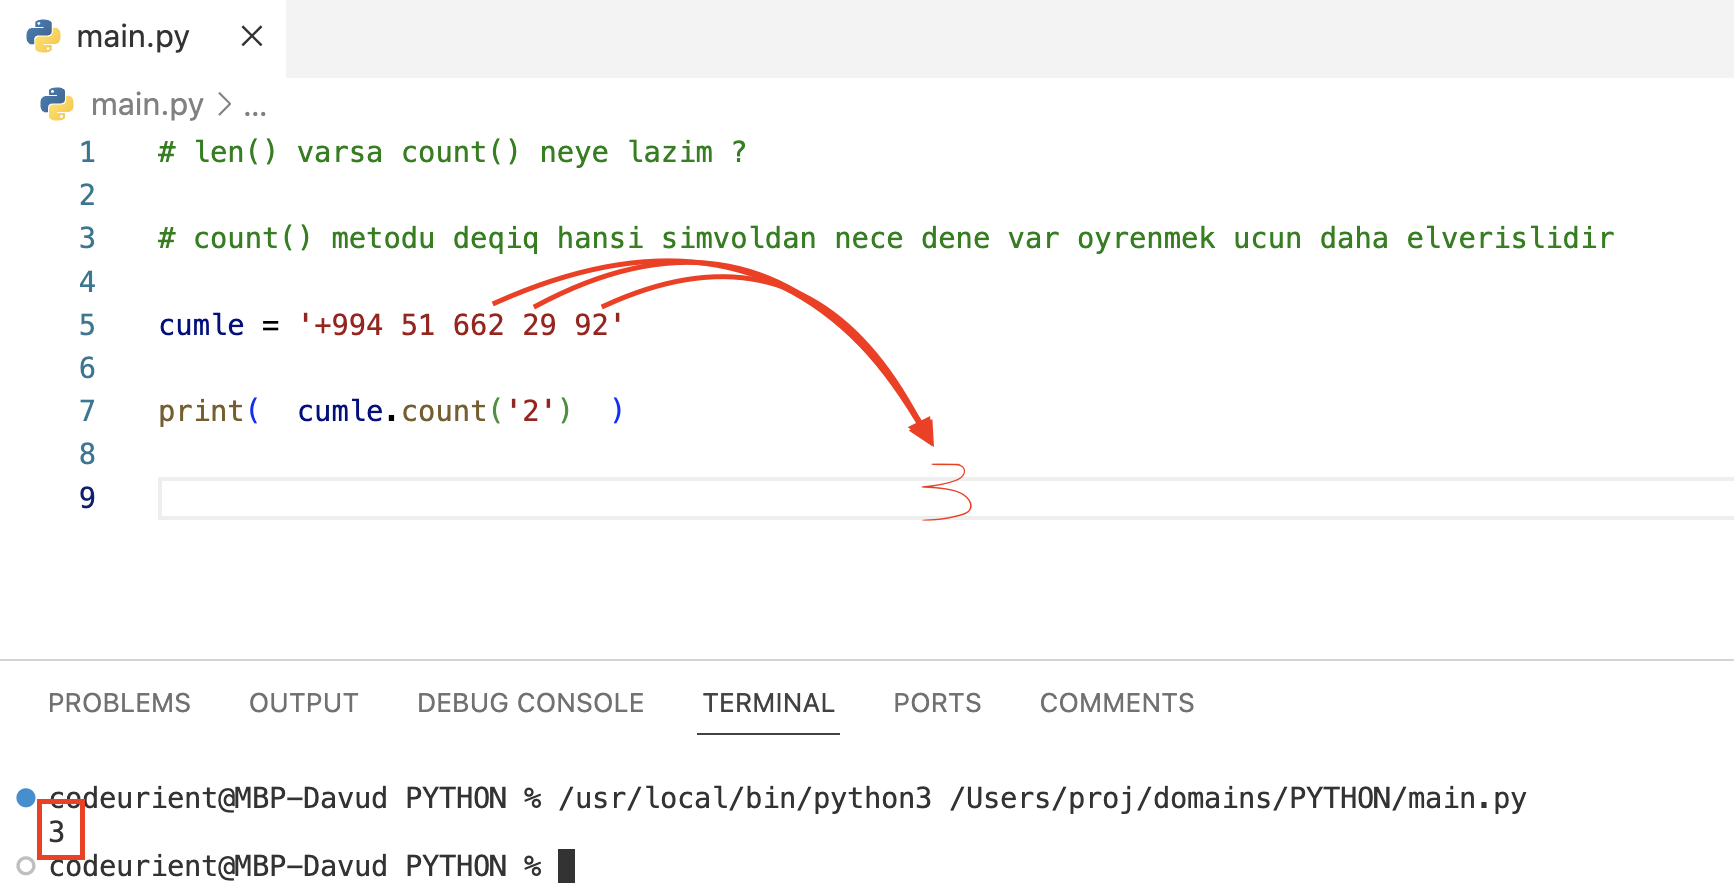 main.py
main.py > ...
1 # len() varsa count() neye lazim ?
2
3 # count() metodu deqiq hansi simvoldan nece dene var oyrenmek ucun daha elverislidir
4
5 cumle = '+994 51 662 29 92'
6
7 print(  cumle.count('2')  )
8
9
3
PROBLEMS OUTPUT DEBUG CONSOLE TERMINAL PORTS COMMENTS
codeurient@MBP-Davud PYTHON % /usr/local/bin/python3 /Users/proj/domains/PYTHON/main.py
3
codeurient@MBP-Davud PYTHON %